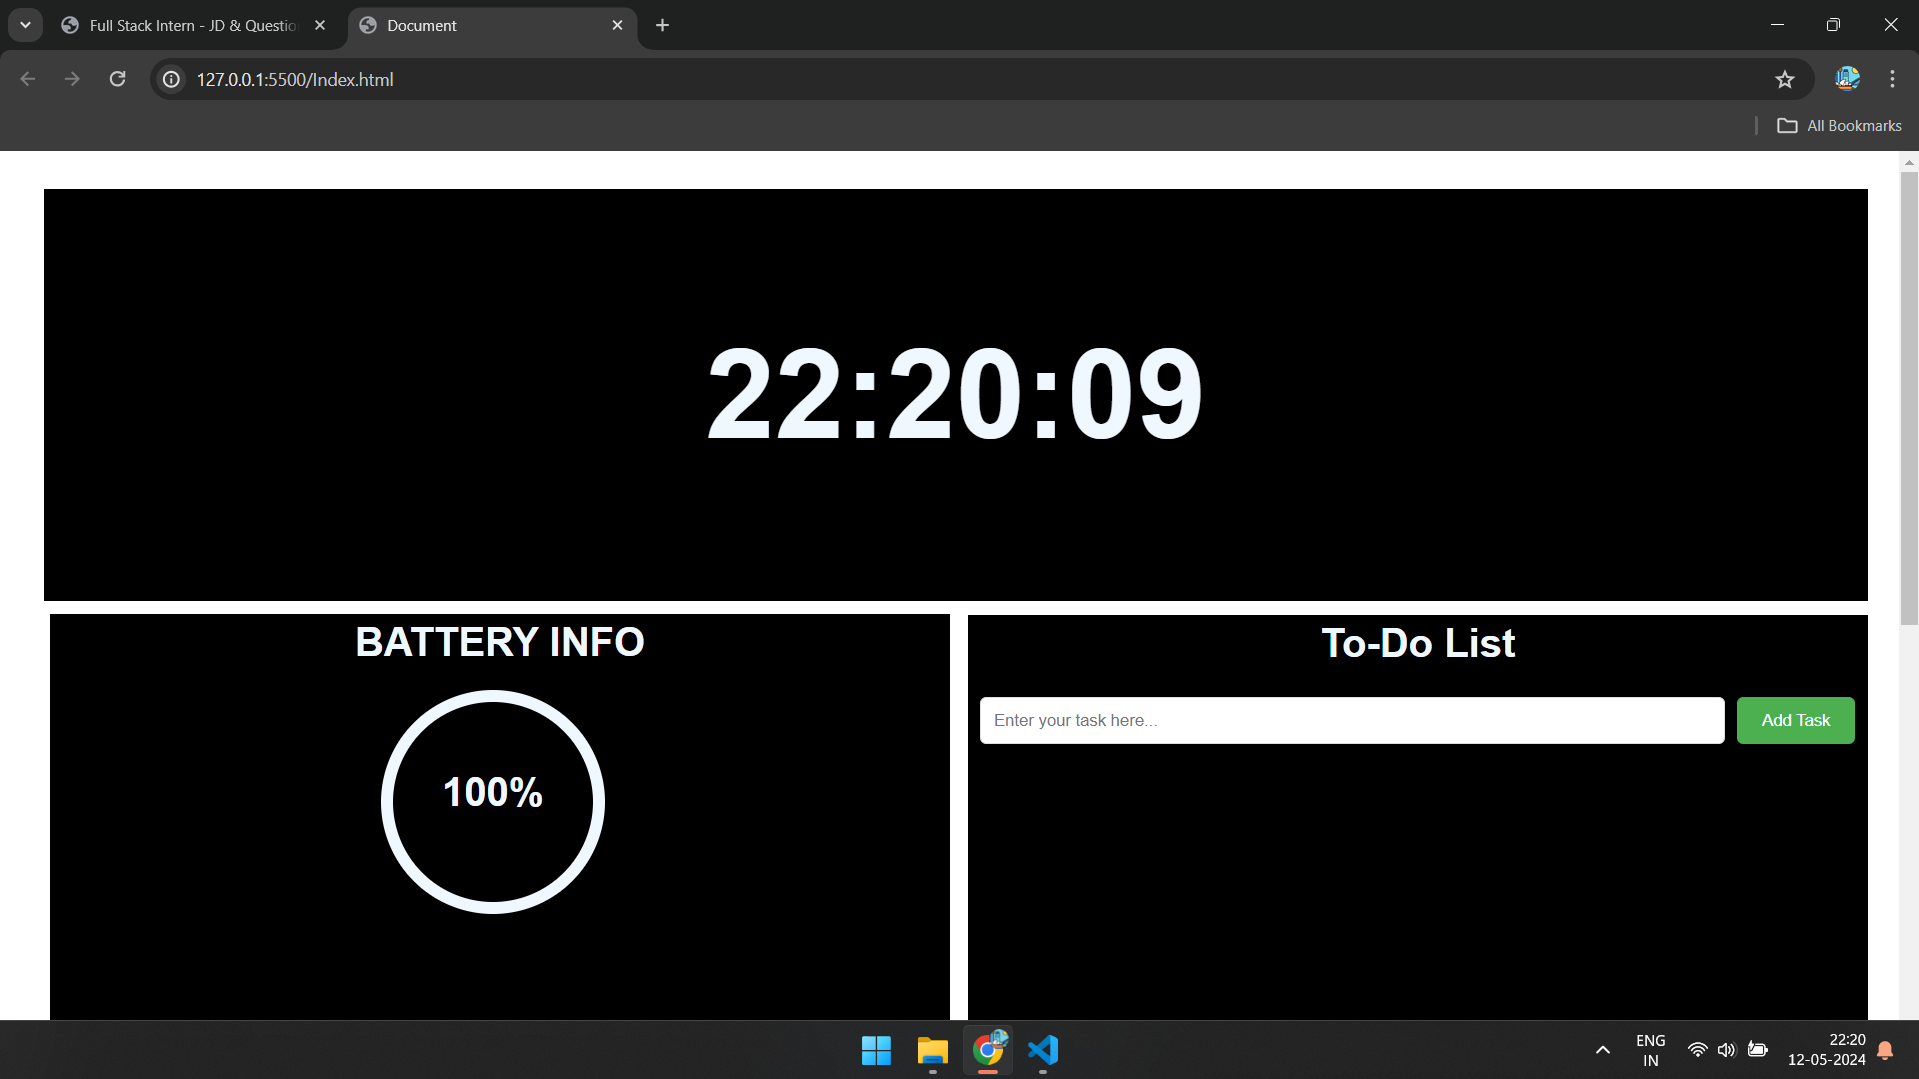 Full Stack Intern - JD & Questio
Document
127.0.0.1:5500/Index.html
All Bookmarks
22:20:09
BATTERY INFO
100%
To-Do List
Enter your task here...
Add Task
ENG
IN
22:20
12-05-2024